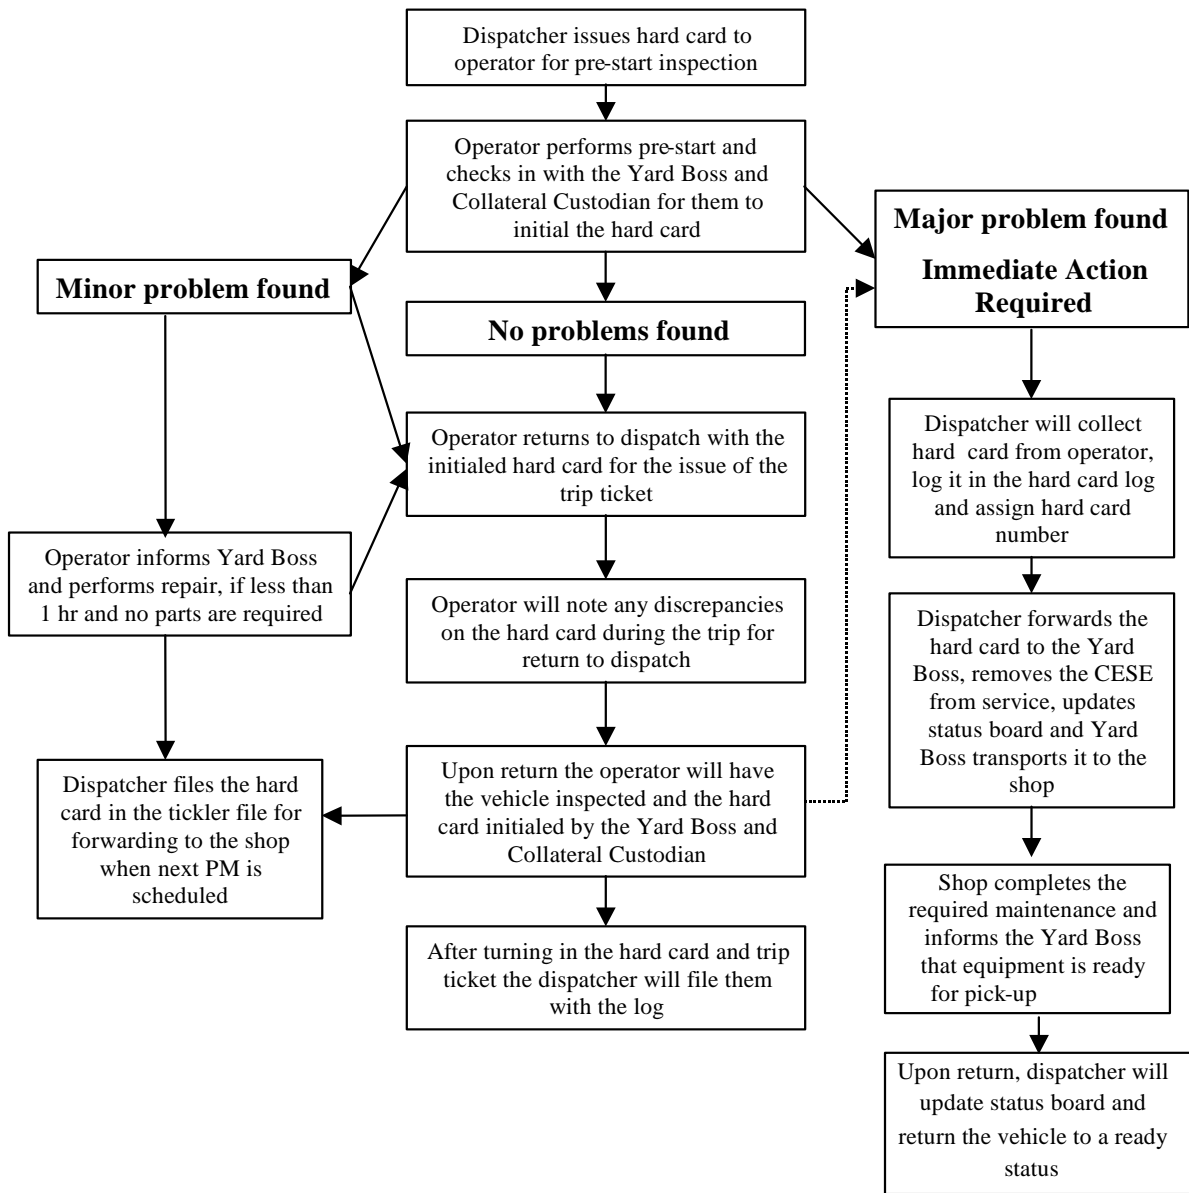 Dispatcher issues hard card to
operator for pre-start inspection
Operator performs pre-start and
checks in with the Yard Boss and
Collateral Custodian for them to
initial the hard card
Major problem found
Immediate Action
Required
Minor problem found
No problems found
Operator returns to dispatch with the
initialed hard card for the issue of the
trip ticket
Dispatcher will collect
hard card from operator,
log it in the hard card log
and assign hard card
number
Operator informs Yard Boss
and performs repair, if less than
1 hr and no parts are required
Operator will note any discrepancies
on the hard card during the trip for
return to dispatch
Dispatcher forwards the
hard card to the Yard
Boss, removes the CESE
from service, updates
status board and Yard
Boss transports it to the
shop
Dispatcher files the hard
card in the tickler file for
forwarding to the shop
when next PM is
scheduled
Upon return the operator will have
the vehicle inspected and the hard
card initialed by the Yard Boss and
Collateral Custodian
Shop completes the
required maintenance and
informs the Yard Boss
that equipment is ready
for pick-up
After turning in the hard card and trip
ticket the dispatcher will file them
with the log
Upon return, dispatcher will
update status board and
return the vehicle to a ready
status